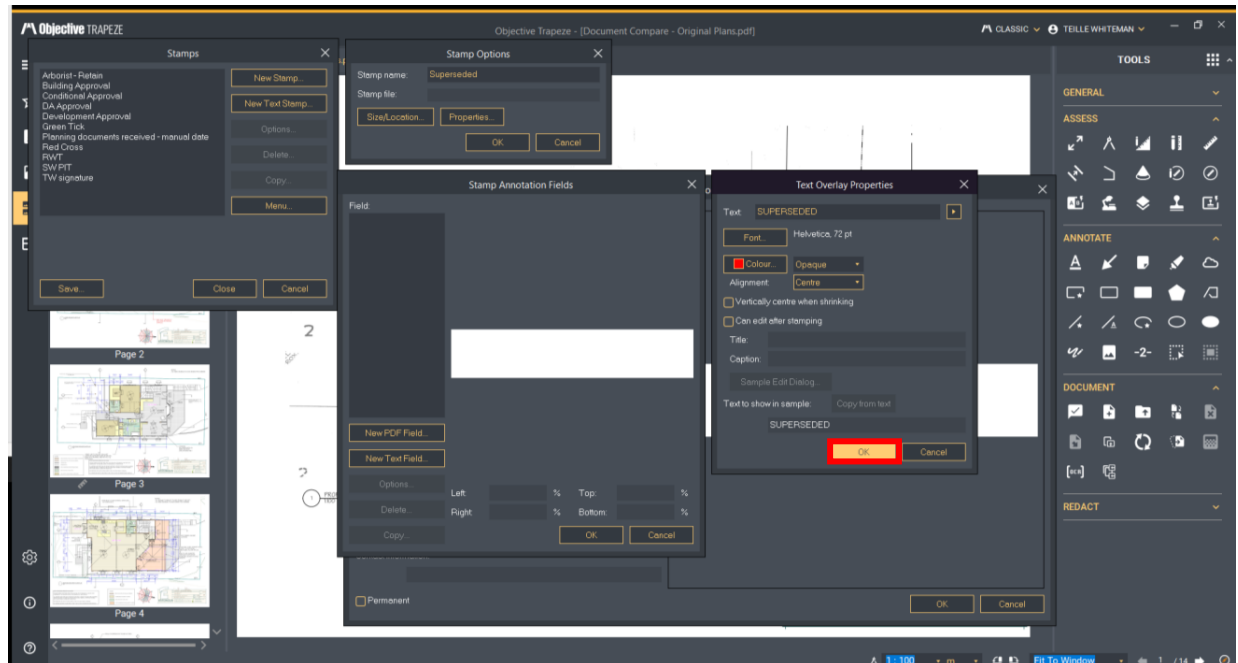 Objective TRAPEZE
Objective Trapeze - [Document Compare - Original Plans.pdf]
CLASSIC
TEILLE WHITEMAN
Stamps
Arborist - Retain
Building Approval
Conditional Approval
DA Approval
Development Approval
Green Tick
Planning documents received - manual date
Red Cross
RWT
SW PIT
TW signature
New Stamp...
New Text Stamp...
Options...
Delete...
Copy...
Menu...
Save...
Close
Cancel
Stamp Options
Stamp name: Superseded
Stamp file:
Size/Location...
Properties...
OK
Cancel
Stamp Annotation Fields
Field:
New PDF Field...
New Text Field...
Options...
Delete...
Copy...
Left: % Top: %
Right: % Bottom: %
OK
Cancel
Permanent
OK
Cancel
Text Overlay Properties
Text: SUPERSEDED
Font... Helvetica, 72 pt
Colour... Opaque
Alignment: Centre
Vertically centre when shrinking
Can edit after stamping
Title:
Caption:
Sample Edit Dialog...
Text to show in sample: Copy from text
SUPERSEDED
OK
Cancel
Page 2
Page 3
Page 4
2
1
TOOLS
GENERAL
ASSESS
ANNOTATE
-2-
DOCUMENT
REDACT
1 : 100
m
Fit To Window
1 / 14